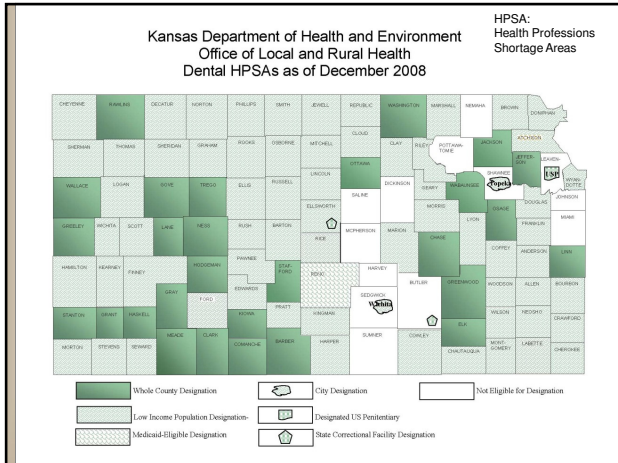 HPSA:
Health Professions
Shortage Areas
Kansas Department of Health and Environment
Office of Local and Rural Health
Dental HPSAs as of December 2008
CHEYENNE RAWLINS DECATUR NORTON PHILLIPS SMITH JEWELL REPUBLIC WASHINGTON MARSHALL NEMAHA BROWN DONIPHAN
CLOUD ATCHISON
SHERMAN THOMAS SHERIDAN GRAHAM ROOKS OSBORNE MITCHELL CLAY RILEY POTTAWA-
TOMIE JACKSON JEFFER-
SON LEAVEN-
OTTAWA SHAWNEE USP WYAN-
DOTTE
LINCOLN Topeka
WALLACE LOGAN GOVE TREGO ELLIS RUSSELL SALINE DICKINSON GEARY WABAUNSEE DOUGLAS JOHNSON
ELLSWORTH MORRIS OSAGE
GREELEY WICHITA SCOTT LANE NESS RUSH BARTON RICE MCPHERSON MARION CHASE LYON FRANKLIN MIAMI
COFFEY ANDERSON LINN
HAMILTON KEARNEY FINNEY HODGEMAN PAWNEE STAF-
FORD RENO HARVEY
GRAY FORD EDWARDS SEDGWICK BUTLER GREENWOOD WOODSON ALLEN BOURBON
STANTON GRANT HASKELL KIOWA PRATT KINGMAN Wichita WILSON NEOSHO CRAWFORD
ELK
MORTON STEVENS SEWARD MEADE CLARK COMANCHE BARBER HARPER SUMNER COWLEY CHAUTAUQUA MONT-
GOMERY LABETTE CHEROKEE
Whole County Designation
City Designation
Not Eligible for Designation
Low Income Population Designation-
Designated US Penitentiary
Medicaid-Eligible Designation
State Correctional Facility Designation